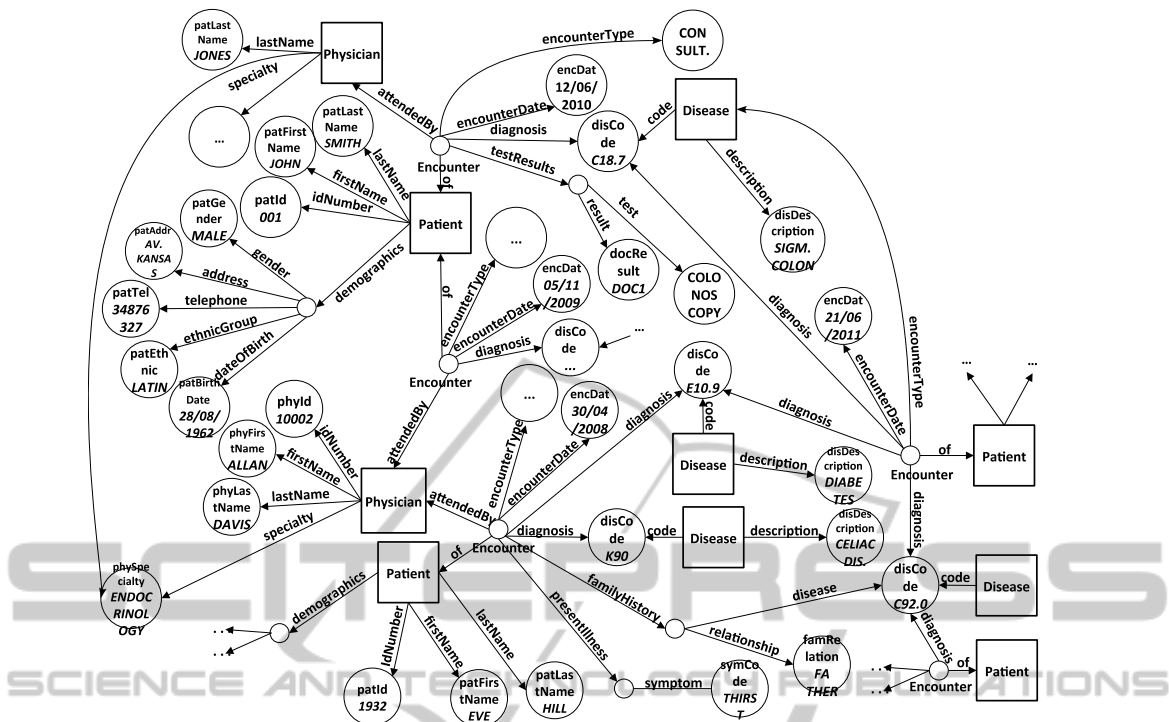 patLast
Name
JONES
lastName
Physician
specialty
...
encounterType
CON
SULT.
attendedBy
encounterDate
encDat
12/06/
2010
diagnosis
disCo
de
C18.7
code
Disease
testResults
Encounter
of
description
disDes
cription
SIGM.
COLON
patLast
Name
SMITH
patFirst
Name
JOHN
lastName
firstName
patId
001
idNumber
Patient
result
test
docRe
sult
DOC1
COLO
NOS
COPY
patGe
nder
MALE
gender
patAddr
AV.
KANSA
S
address
demographics
patTel
34876
327
telephone
patEth
nic
LATIN
ethnicGroup
patBirth
Date
28/08/
1962
dateOfBirth
of
encounterType
...
encounterDate
encDat
05/11
/2009
diagnosis
disCo
de
...
...
Encounter
attendedBy
diagnosis
encDat
21/06
/2011
encounterDate
encounterType
...
...
phyId
10002
idNumber
phyFirs
tName
ALLAN
firstName
phyLas
tName
DAVIS
lastName
Physician
specialty
phySpe
cialty
ENDOC
RINOL
OGY
...
encounterType
encDat
30/04
/2008
encounterDate
attendedBy
diagnosis
disCo
de
E10.9
code
diagnosis
Disease
description
disDes
cription
DIABE
TES
Encounter
of
Patient
Encounter
diagnosis
disCo
de
K90
code
Disease
description
disDes
cription
CELIAC
DIS.
diagnosis
of
Patient
demographics
IdNumber
firstName
lastName
patId
1932
patFirs
tName
EVE
patLas
tName
HILL
presentIllness
symptom
symCo
de
THIRS
T
familyHistory
disease
relationship
famRe
lation
FA
THER
disCo
de
C92.0
code
Disease
diagnosis
Encounter
of
Patient
SCITEPRESS
SCIENCE AND TECHNOLOGY PUBLICATIONS